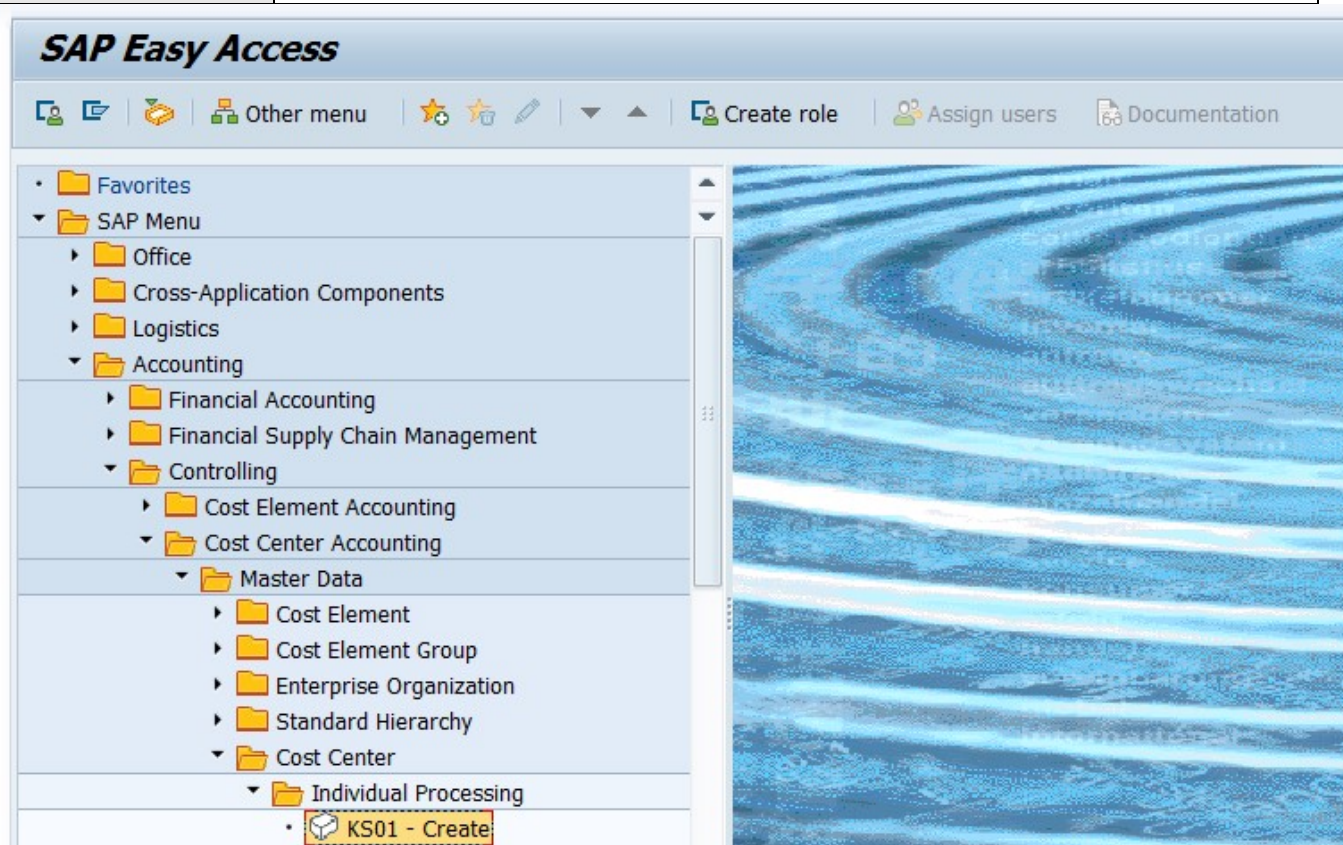 SAP Easy Access
Other menu Create role Assign users Documentation
Favorites
SAP Menu
Office
Cross-Application Components
Logistics
Accounting
Financial Accounting
Financial Supply Chain Management
Controlling
Cost Element Accounting
Cost Center Accounting
Master Data
Cost Element
Cost Element Group
Enterprise Organization
Standard Hierarchy
Cost Center
Individual Processing
KS01 - Create